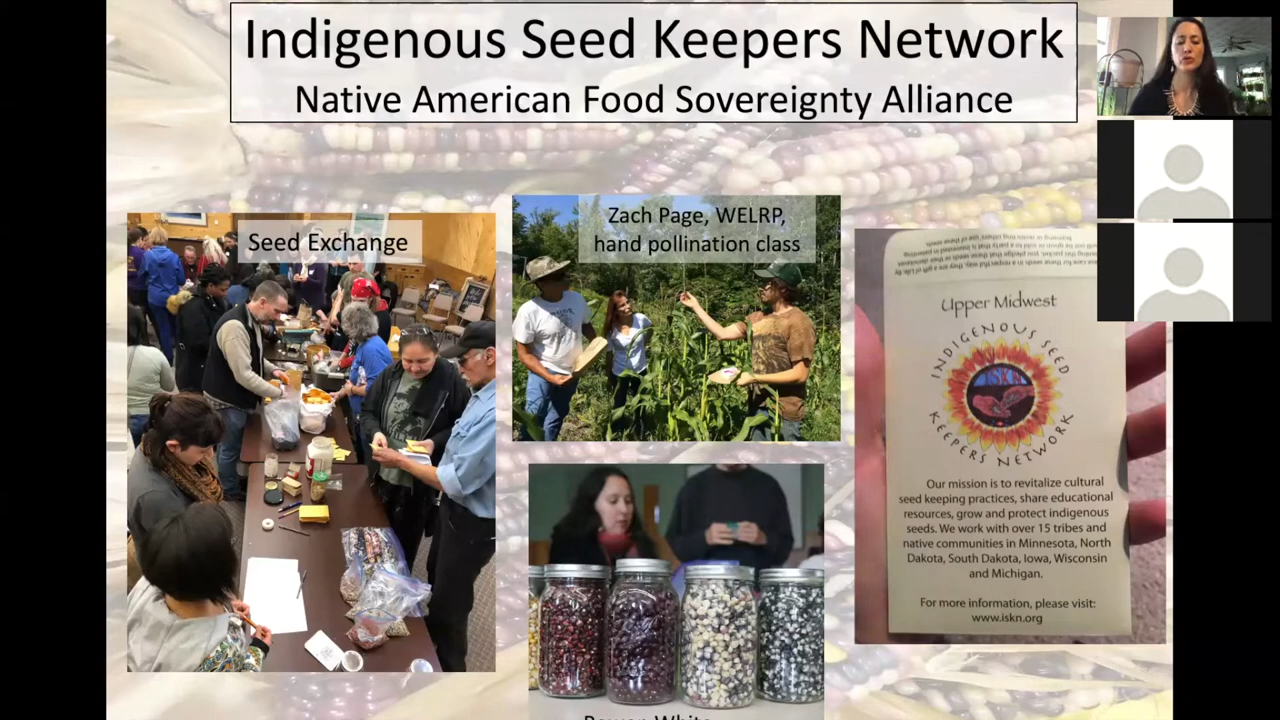 Indigenous Seed Keepers Network
Native American Food Sovereignty Alliance
Seed Exchange
Zach Page, WELRP,
hand pollination class
Upper Midwest
INDIGENOUS SEED
KEEPERS NETWORK
ISKN
Our mission is to revitalize cultural
seed keeping practices, share educational
resources, grow and protect indigenous
seeds. We work with over 15 tribes and
native communities in Minnesota, North
Dakota, South Dakota, Iowa, Wisconsin
and Michigan.
For more information, please visit:
www.iskn.org